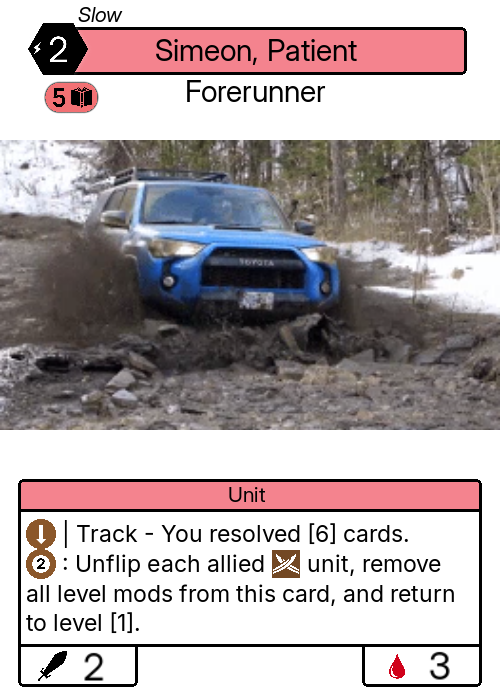 Slow
2
Simeon, Patient
Forerunner
5
TOYOTA
Unit
| Track - You resolved [6] cards.
2 : Unflip each allied unit, remove
all level mods from this card, and return
to level [1].
2
3